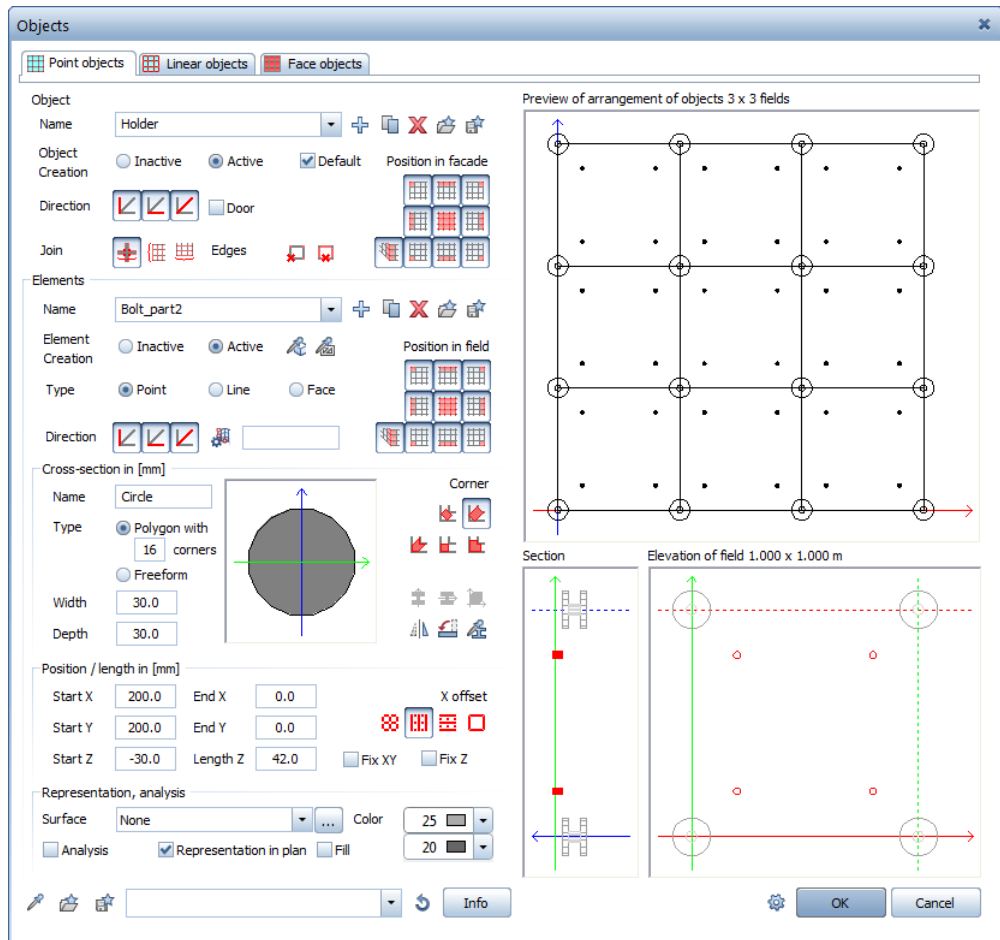 Objects
Point objects Linear objects Face objects
Object
Name Holder
Object Creation Inactive Active Default Position in facade
Direction Door
Join Edges
Elements
Name Bolt_part2
Element Creation Inactive Active Position in field
Type Point Line Face
Direction
Cross-section in [mm]
Name Circle Corner
Type Polygon with
16 corners
Freeform
Width 30.0
Depth 30.0
Position / length in [mm]
Start X 200.0 End X 0.0 X offset
Start Y 200.0 End Y 0.0
Start Z -30.0 Length Z 42.0 Fix XY Fix Z
Representation, analysis
Surface None ... Color 25
Analysis Representation in plan Fill 20
Preview of arrangement of objects 3 x 3 fields
Section Elevation of field 1.000 x 1.000 m
Info OK Cancel